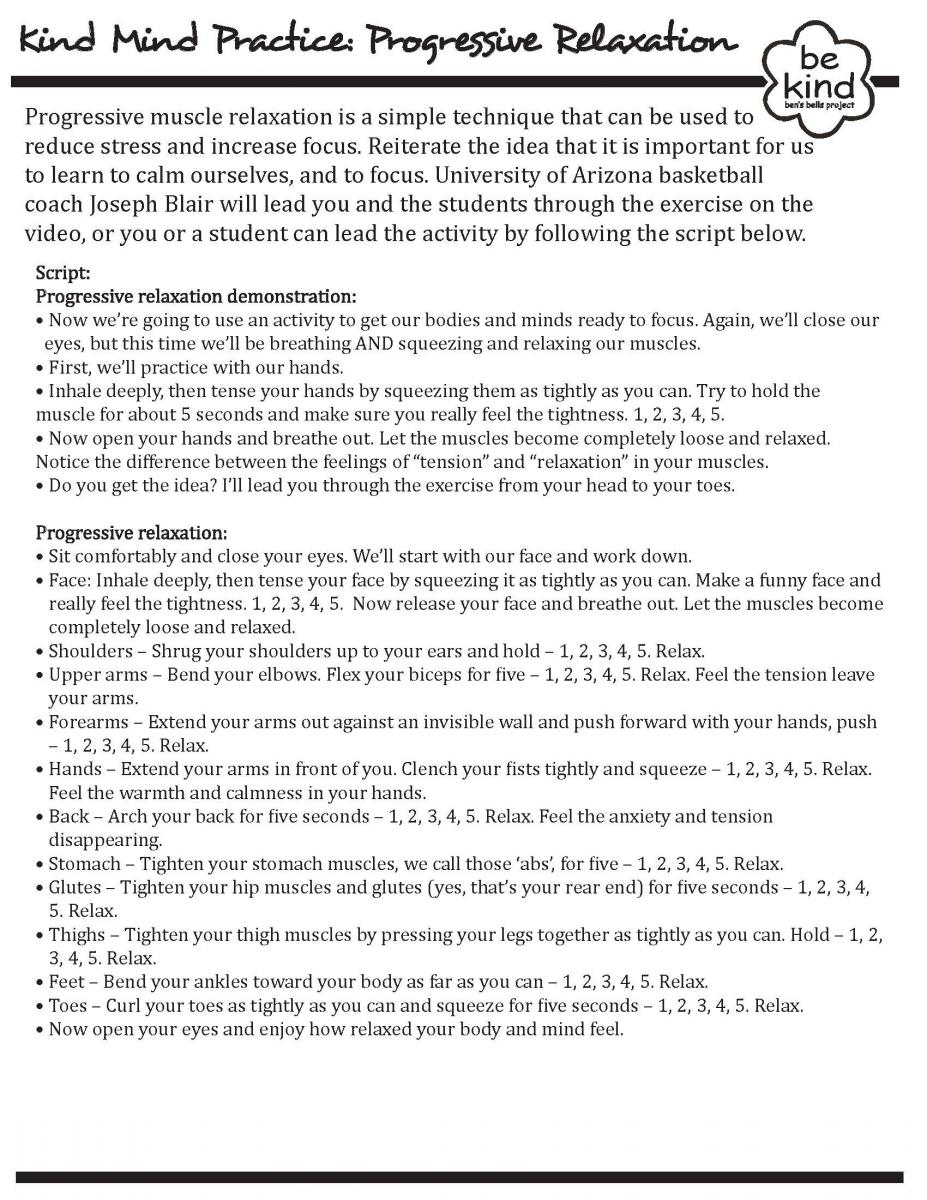 Kind Mind Practice: Progressive Relaxation
be
kind
ben's bells project
Progressive muscle relaxation is a simple technique that can be used to
reduce stress and increase focus. Reiterate the idea that it is important for us
to learn to calm ourselves, and to focus. University of Arizona basketball
coach Joseph Blair will lead you and the students through the exercise on the
video, or you or a student can lead the activity by following the script below.
Script:
Progressive relaxation demonstration:
• Now we're going to use an activity to get our bodies and minds ready to focus. Again, we'll close our
eyes, but this time we'll be breathing AND squeezing and relaxing our muscles.
• First, we'll practice with our hands.
• Inhale deeply, then tense your hands by squeezing them as tightly as you can. Try to hold the
muscle for about 5 seconds and make sure you really feel the tightness. 1, 2, 3, 4, 5.
• Now open your hands and breathe out. Let the muscles become completely loose and relaxed.
Notice the difference between the feelings of “tension” and “relaxation” in your muscles.
• Do you get the idea? I'll lead you through the exercise from your head to your toes.
Progressive relaxation:
• Sit comfortably and close your eyes. We'll start with our face and work down.
• Face: Inhale deeply, then tense your face by squeezing it as tightly as you can. Make a funny face and
really feel the tightness. 1, 2, 3, 4, 5.  Now release your face and breathe out. Let the muscles become
completely loose and relaxed.
• Shoulders – Shrug your shoulders up to your ears and hold – 1, 2, 3, 4, 5. Relax.
• Upper arms – Bend your elbows. Flex your biceps for five – 1, 2, 3, 4, 5. Relax. Feel the tension leave
your arms.
• Forearms – Extend your arms out against an invisible wall and push forward with your hands, push
– 1, 2, 3, 4, 5. Relax.
• Hands – Extend your arms in front of you. Clench your fists tightly and squeeze – 1, 2, 3, 4, 5. Relax.
Feel the warmth and calmness in your hands.
• Back – Arch your back for five seconds – 1, 2, 3, 4, 5. Relax. Feel the anxiety and tension
disappearing.
• Stomach – Tighten your stomach muscles, we call those ‘abs’, for five – 1, 2, 3, 4, 5. Relax.
• Glutes – Tighten your hip muscles and glutes (yes, that's your rear end) for five seconds – 1, 2, 3, 4,
5. Relax.
• Thighs – Tighten your thigh muscles by pressing your legs together as tightly as you can. Hold – 1, 2,
3, 4, 5. Relax.
• Feet – Bend your ankles toward your body as far as you can – 1, 2, 3, 4, 5. Relax.
• Toes – Curl your toes as tightly as you can and squeeze for five seconds – 1, 2, 3, 4, 5. Relax.
• Now open your eyes and enjoy how relaxed your body and mind feel.